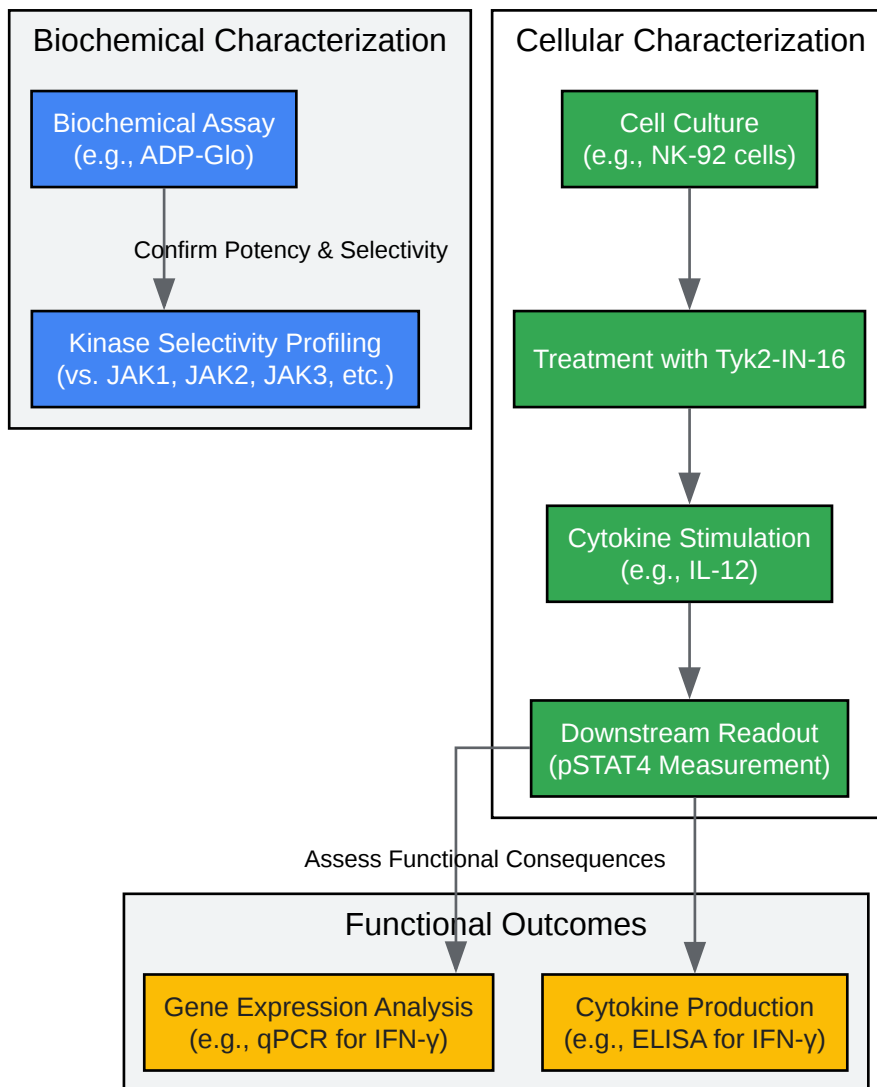 Biochemical Characterization
Biochemical Assay
(e.g., ADP-Glo)
Confirm Potency & Selectivity
Kinase Selectivity Profiling
(vs. JAK1, JAK2, JAK3, etc.)
Cellular Characterization
Cell Culture
(e.g., NK-92 cells)
Treatment with Tyk2-IN-16
Cytokine Stimulation
(e.g., IL-12)
Downstream Readout
(pSTAT4 Measurement)
Assess Functional Consequences
Functional Outcomes
Gene Expression Analysis
(e.g., qPCR for IFN-γ)
Cytokine Production
(e.g., ELISA for IFN-γ)